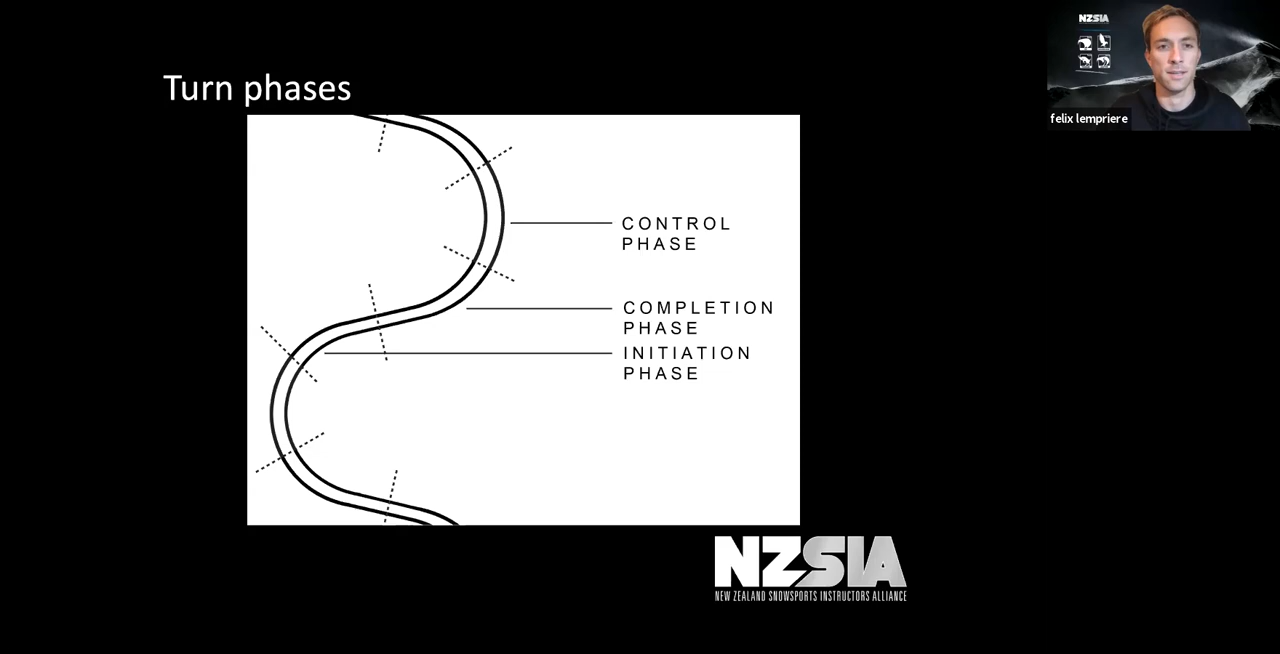 NZSIA
felix lempriere
Turn phases
CONTROL
PHASE
COMPLETION
PHASE
INITIATION
PHASE
NZSIA
NEW ZEALAND SNOWSPORTS INSTRUCTORS ALLIANCE